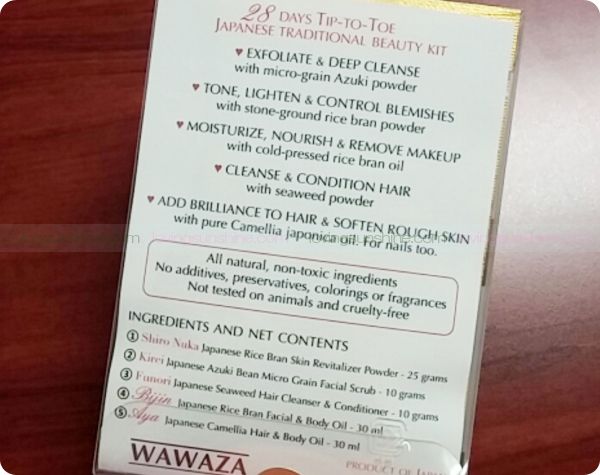 28 DAYS TIP-TO-TOE
JAPANESE TRADITIONAL BEAUTY KIT
♥ EXFOLIATE & DEEP CLEANSE
with micro-grain Azuki powder
♥ TONE, LIGHTEN & CONTROL BLEMISHES
with stone-ground rice bran powder
♥ MOISTURIZE, NOURISH & REMOVE MAKEUP
with cold-pressed rice bran oil
♥ CLEANSE & CONDITION HAIR
with seaweed powder
♥ ADD BRILLIANCE TO HAIR & SOFTEN ROUGH SKIN
with pure Camellia japonica oil. For nails too.
All natural, non-toxic ingredients
No additives, preservatives, colorings or fragrances
Not tested on animals and cruelty-free
INGREDIENTS AND NET CONTENTS
① Shiro Nuka Japanese Rice Bran Skin Revitalizer Powder - 25 grams
② Kirei Japanese Azuki Bean Micro Grain Facial Scrub - 10 grams
③ Funori Japanese Seaweed Hair Cleanser & Conditioner - 10 grams
④ Bijin Japanese Rice Bran Facial & Body Oil - 30 ml
⑤ Aya Japanese Camellia Hair & Body Oil - 30 ml
WAWAZA
PRODUCT OF